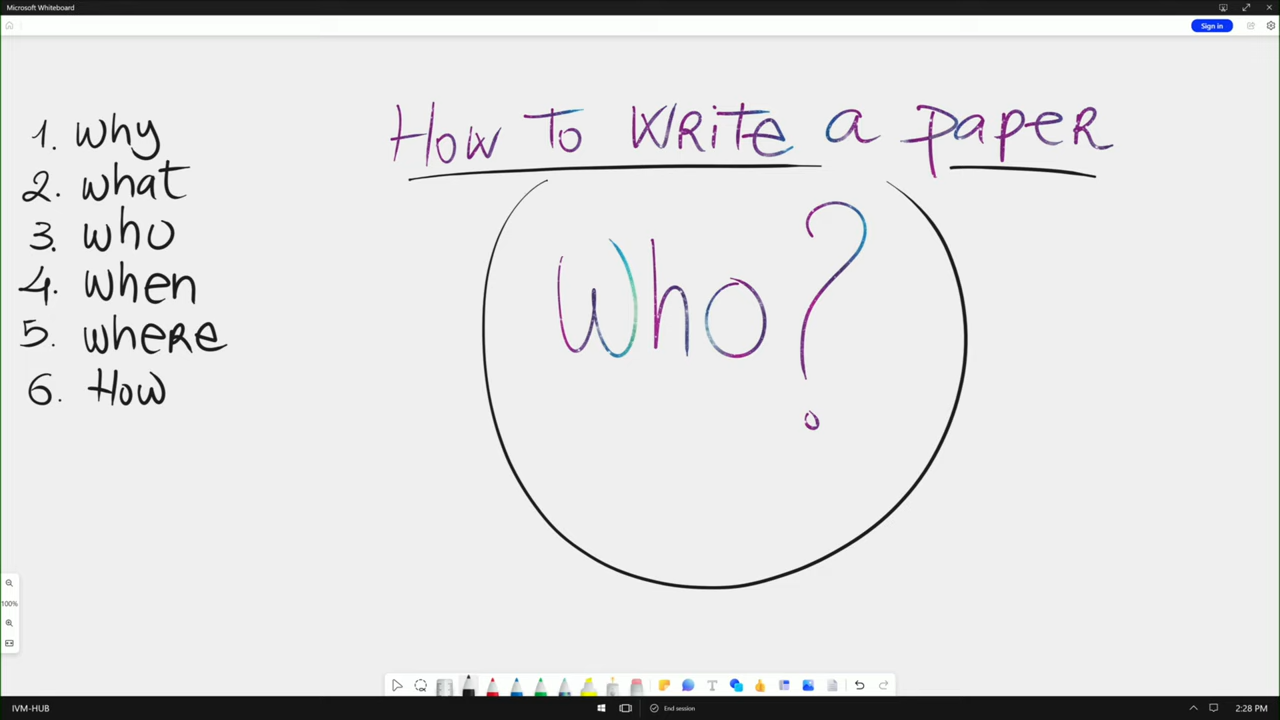 Microsoft Whiteboard
Sign in
How To Write a paper
1. why
2. what
3. who
4. when
5. where
6. How
Who?
100%
IVM-HUB
End session
2:28 PM